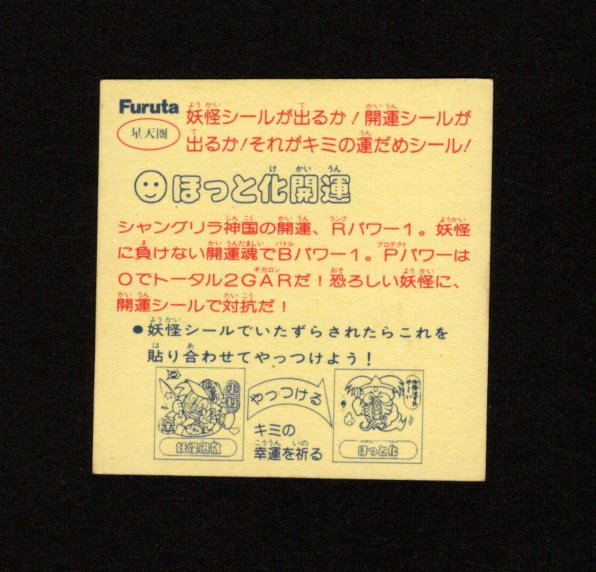 Furuta
星天圏
妖怪シールが出るか！開運シールが
出るか！それがキミの運だめシール！
ほっと化開運
シャングリラ神国の開運、Rパワー1。妖怪
に負けない開運魂でBパワー1。Pパワーは
0でトータル2GARだ！恐ろしい妖怪に、
開運シールで対抗だ！
●妖怪シールでいたずらされたらこれを
貼り合わせてやっつけよう！
やっつける
キミの
幸運を祈る
妖怪退散
ほっと化